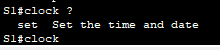 S1#clock ?
  set  Set the time and date
S1#clock